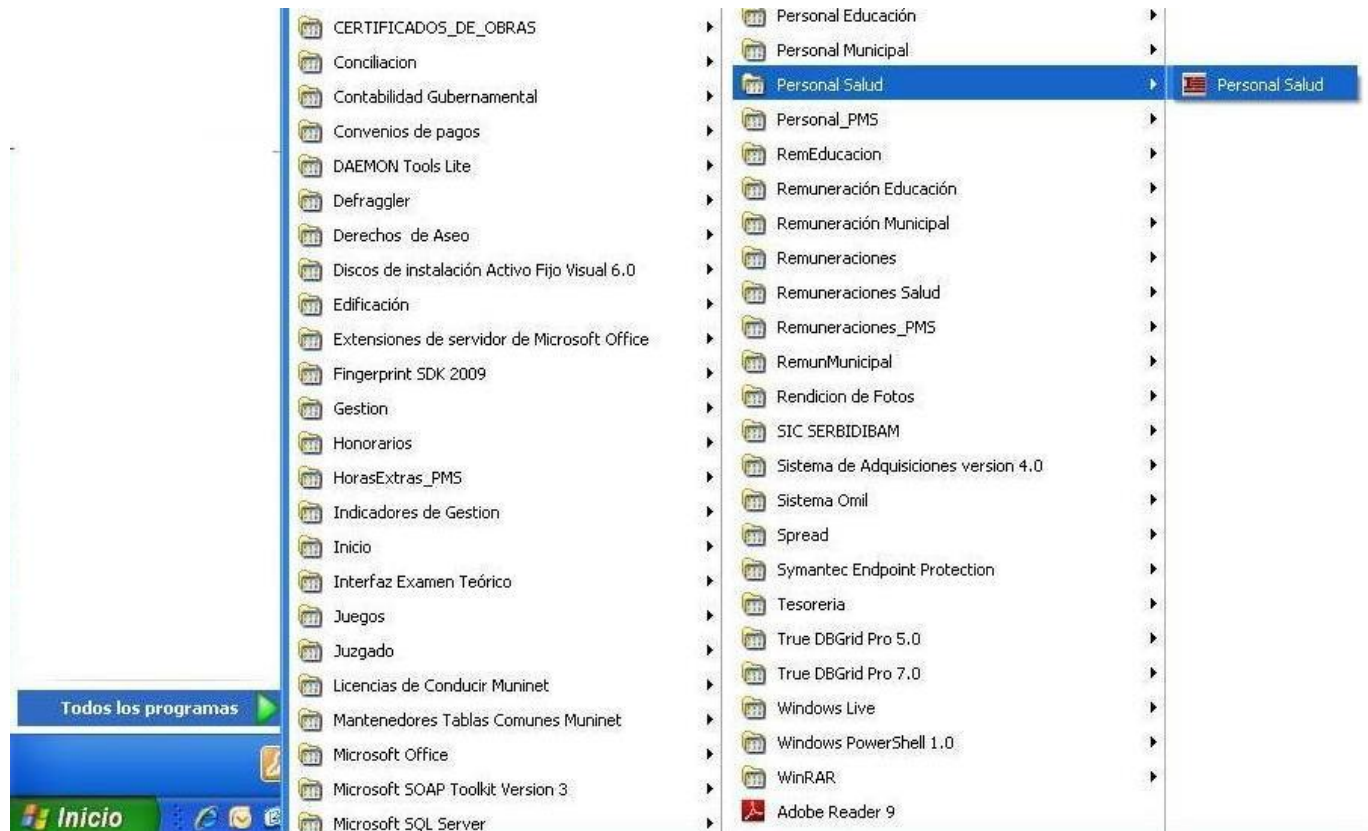 CERTIFICADOS_DE_OBRAS
Conciliacion
Contabilidad Gubernamental
Convenios de pagos
DAEMON Tools Lite
Defraggler
Derechos de Aseo
Discos de instalación Activo Fijo Visual 6.0
Edificación
Extensiones de servidor de Microsoft Office
Fingerprint SDK 2009
Gestion
Honorarios
HorasExtras_PMS
Indicadores de Gestion
Inicio
Interfaz Examen Teórico
Juegos
Juzgado
Licencias de Conducir Muninet
Mantenedores Tablas Comunes Muninet
Microsoft Office
Microsoft SOAP Toolkit Version 3
Microsoft SQL Server
Personal Educación
Personal Municipal
Personal Salud
Personal_PMS
RemEducacion
Remuneración Educación
Remuneración Municipal
Remuneraciones
Remuneraciones Salud
Remuneraciones_PMS
RemunMunicipal
Rendicion de Fotos
SIC SERBIDIBAM
Sistema de Adquisiciones version 4.0
Sistema Omil
Spread
Symantec Endpoint Protection
Tesoreria
True DBGrid Pro 5.0
True DBGrid Pro 7.0
Windows Live
Windows PowerShell 1.0
WinRAR
Adobe Reader 9
Personal Salud
Todos los programas
Inicio